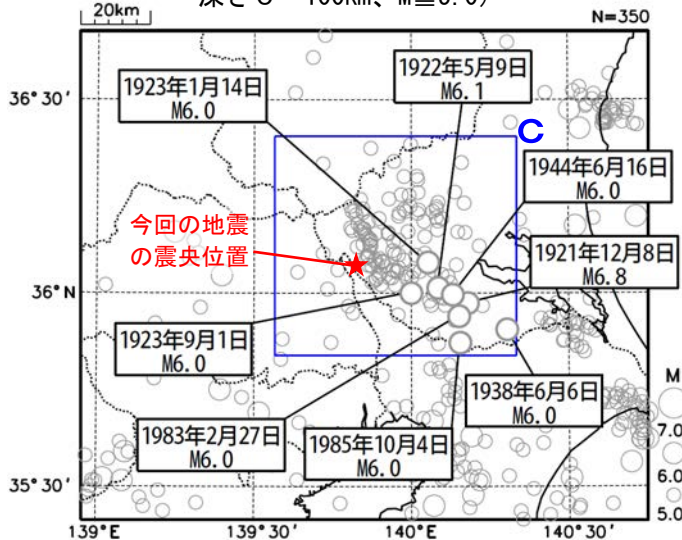 深さ0～100km、M≧5.0)
20km
N=350
36°30′
1923年1月14日
M6.0
1922年5月9日
M6.1
C
1944年6月16日
M6.0
今回の地震
の震央位置
1921年12月8日
M6.8
36°N
1923年9月1日
M6.0
1938年6月6日
M6.0
M
1983年2月27日
M6.0
1985年10月4日
M6.0
7.0
6.0
5.0
35°30′
139°E
139°30′
140°E
140°30′